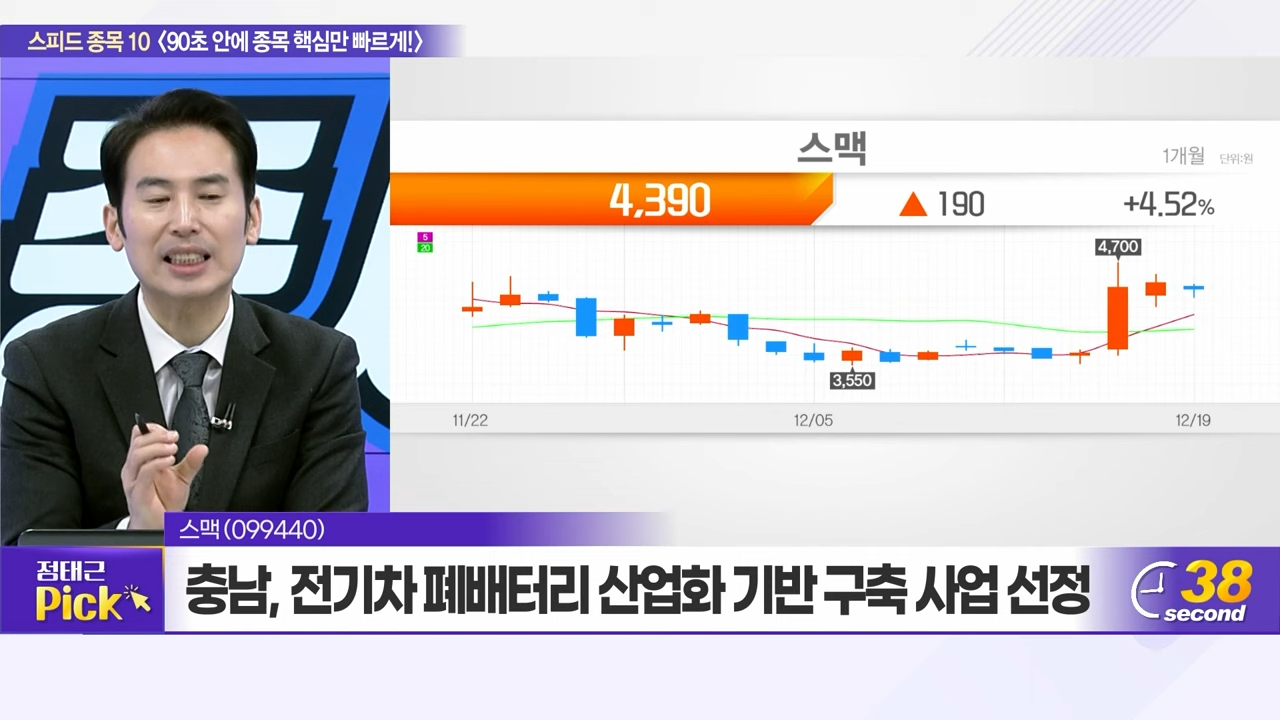 스피드 종목 10 〈90초 안에 종목 핵심만 빠르게!〉
스맥
1개월 단위:원
4,390 ▲ 190 +4.52%
5
20
4,700
3,550
11/22 12/05 12/19
스맥(099440)
정태근
Pick
충남, 전기차 폐배터리 산업화 기반 구축 사업 선정
38
second